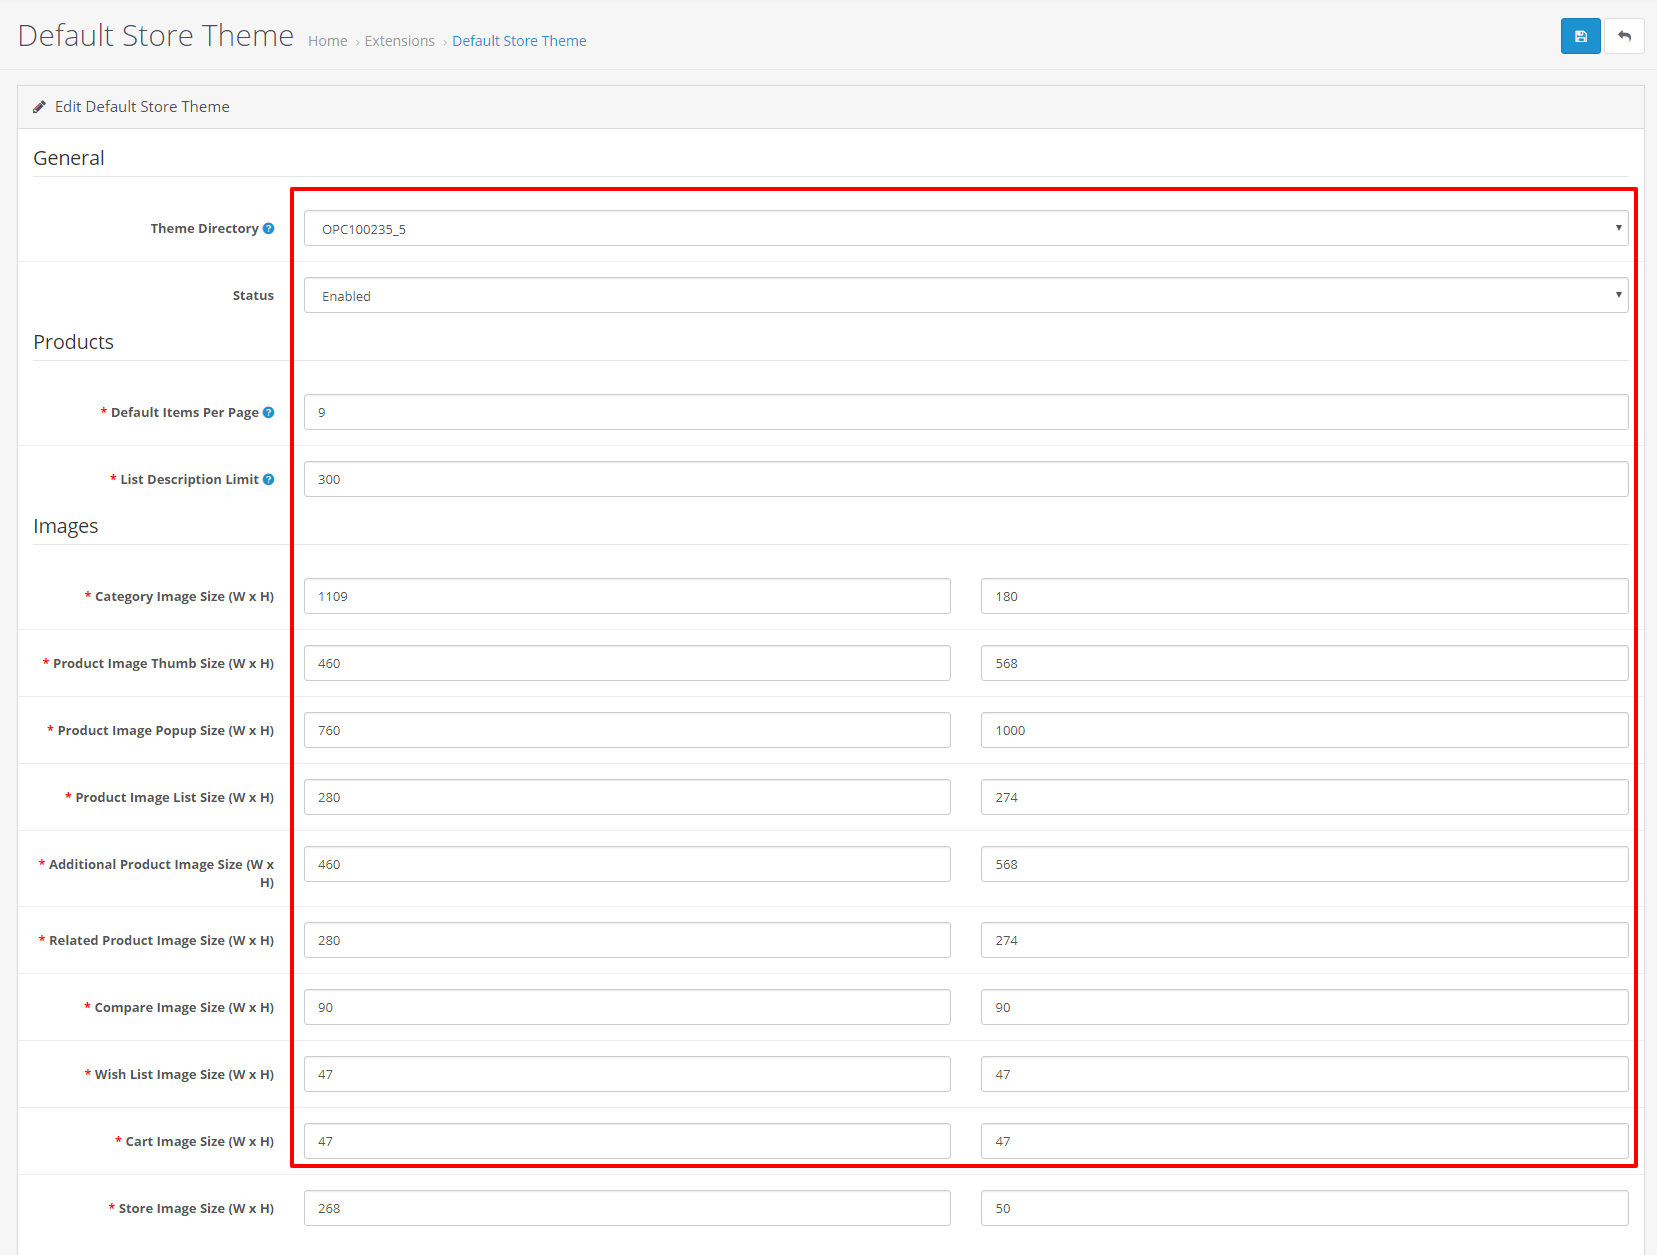 Default Store Theme Home › Extensions › Default Store Theme
Edit Default Store Theme
General
Theme Directory ? OPC100235_5
Status Enabled
Products
* Default Items Per Page ? 9
* List Description Limit ? 300
Images
* Category Image Size (W x H) 1109 180
* Product Image Thumb Size (W x H) 460 568
* Product Image Popup Size (W x H) 760 1000
* Product Image List Size (W x H) 280 274
* Additional Product Image Size (W x
H) 460 568
* Related Product Image Size (W x H) 280 274
* Compare Image Size (W x H) 90 90
* Wish List Image Size (W x H) 47 47
* Cart Image Size (W x H) 47 47
* Store Image Size (W x H) 268 50